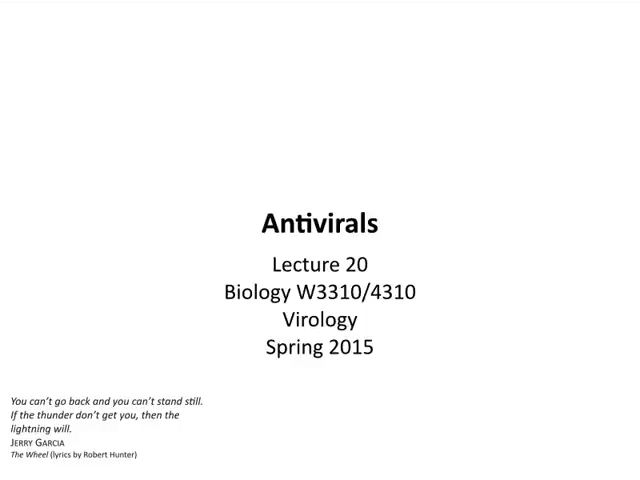 Antivirals
Lecture 20
Biology W3310/4310
Virology
Spring 2015
You can’t go back and you can’t stand still.
If the thunder don’t get you, then the
lightning will.
JERRY GARCIA
The Wheel (lyrics by Robert Hunter)